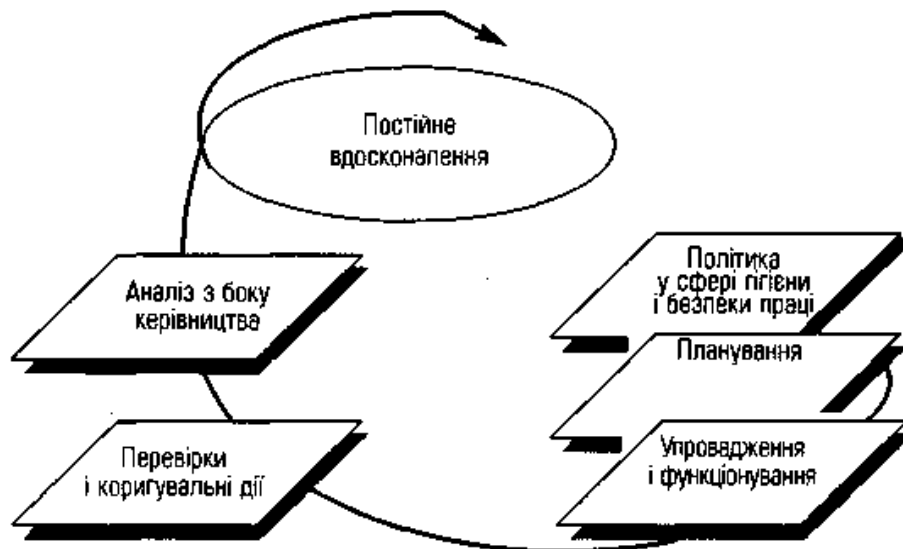 Постійне
вдосконалення
Аналіз з боку
керівництва
Політика
у сфері гігієни
і безпеки праці
Планування
Перевірки
і коригувальні дії
Упровадження
і функціонування